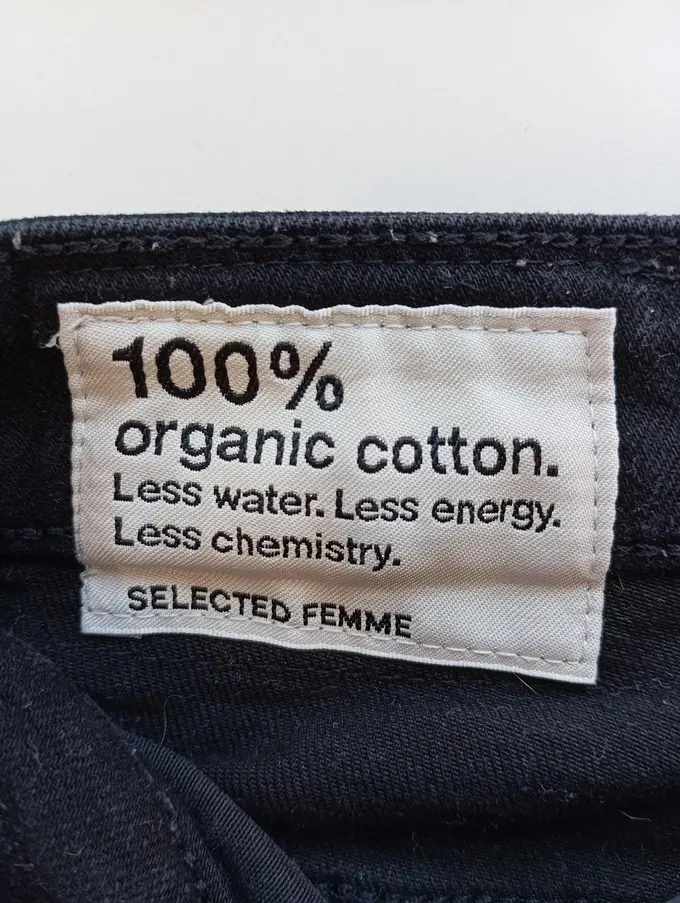 100%
organic cotton.
Less water. Less energy.
Less chemistry.
SELECTED FEMME